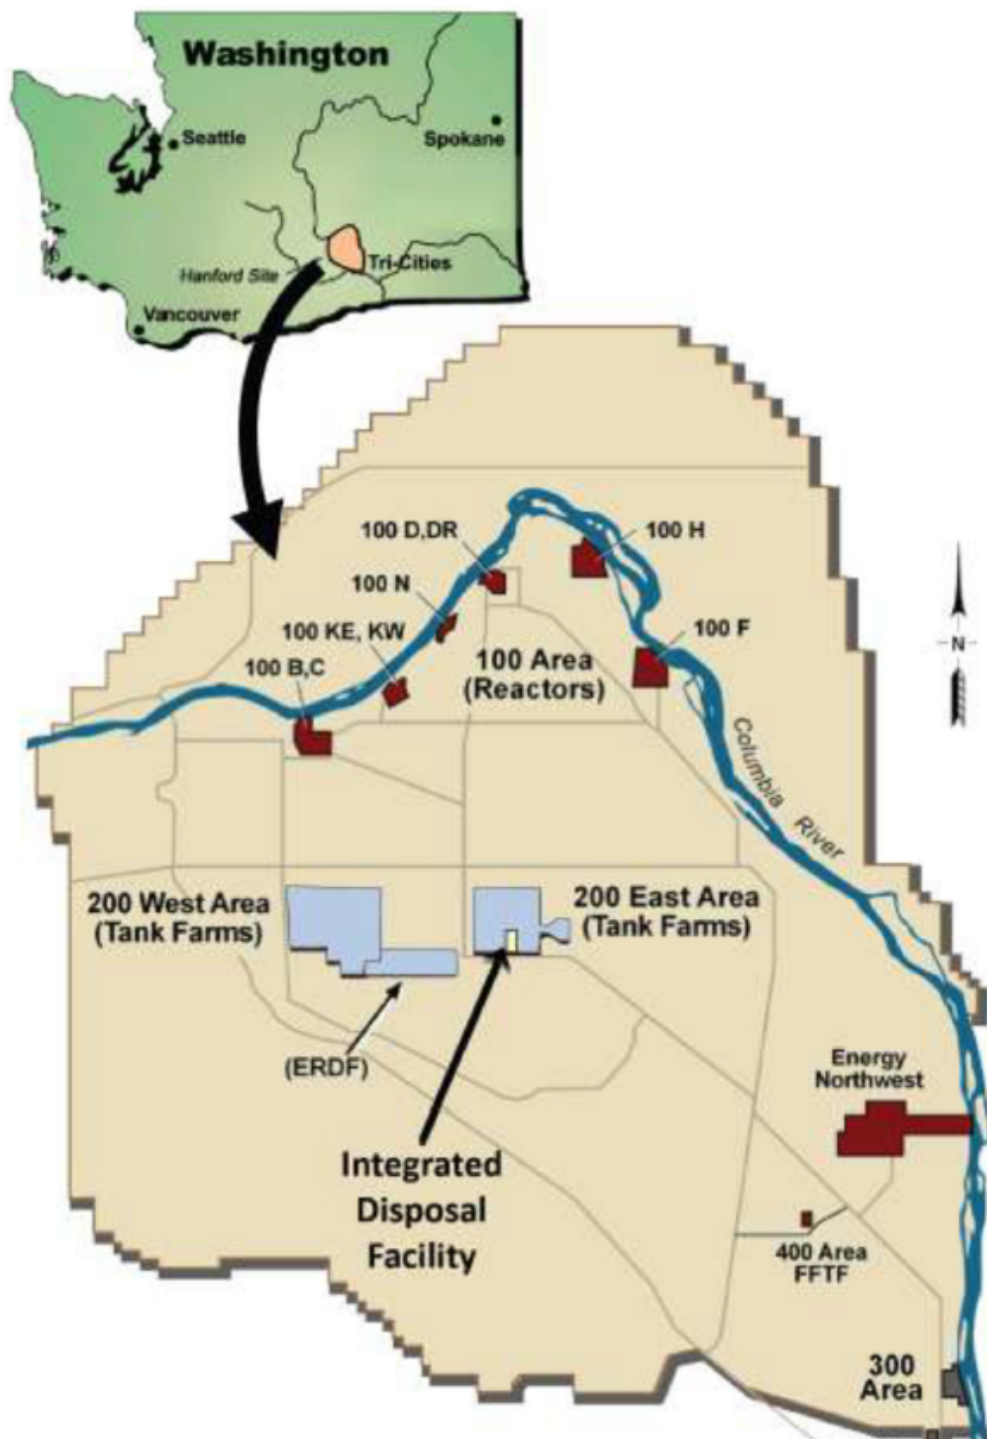 Washington
Seattle
Spokane
Hanford Site
Tri-Cities
Vancouver
100 D,DR
100 H
100 N
100 KE, KW
100 F
100 B,C
100 Area
(Reactors)
N
Columbia
River
200 West Area
(Tank Farms)
200 East Area
(Tank Farms)
(ERDF)
Energy
Northwest
Integrated
Disposal
Facility
400 Area
FFTF
300
Area